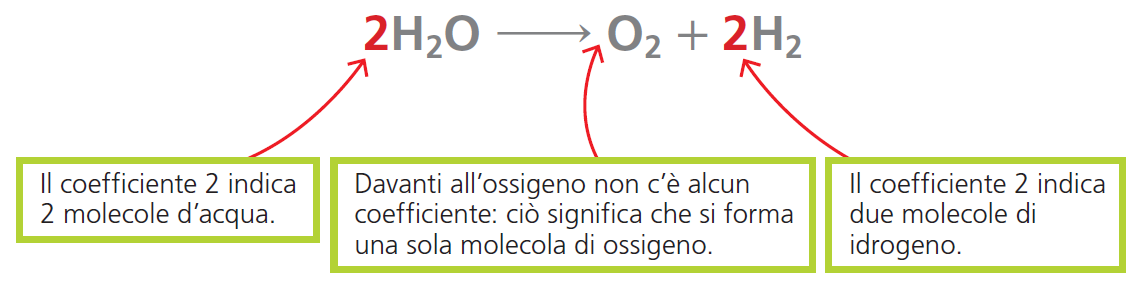 2H₂O ⟶ O₂ + 2H₂
Il coefficiente 2 indica
2 molecole d'acqua.
Davanti all'ossigeno non c'è alcun
coefficiente: ciò significa che si forma
una sola molecola di ossigeno.
Il coefficiente 2 indica
due molecole di
idrogeno.